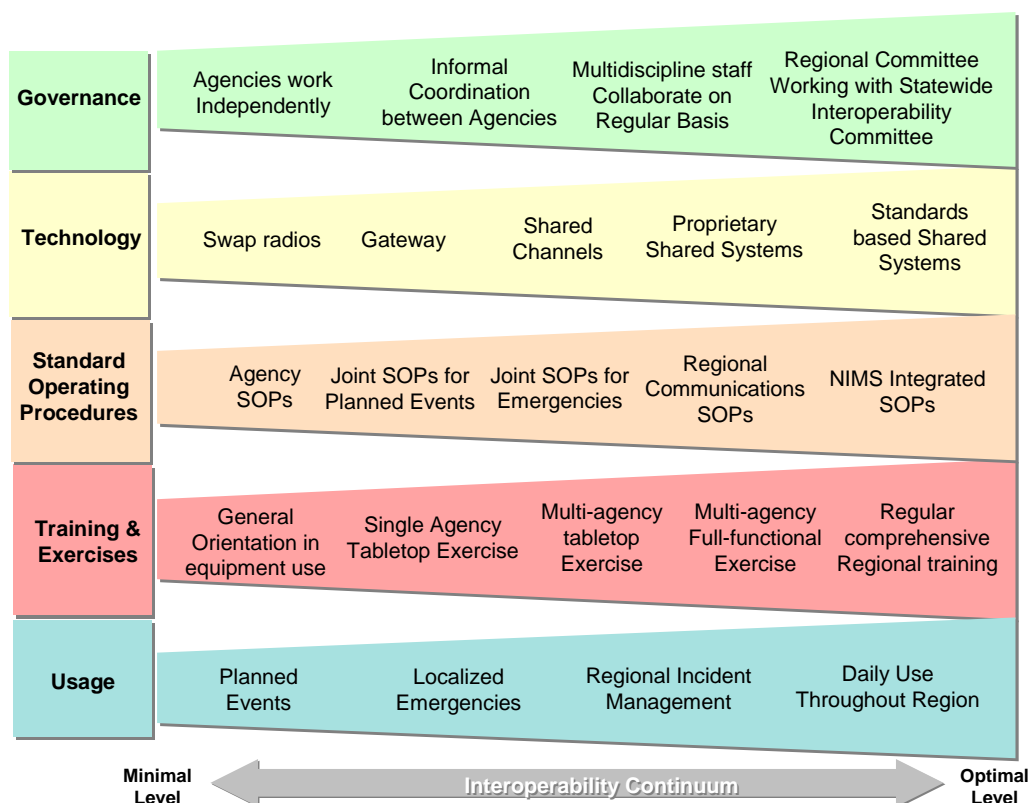 Governance
Agencies work
Independently
Informal
Coordination
between Agencies
Multidiscipline staff
Collaborate on
Regular Basis
Regional Committee
Working with Statewide
Interoperability
Committee
Technology
Swap radios
Gateway
Shared
Channels
Proprietary
Shared Systems
Standards
based Shared
Systems
Standard
Operating
Procedures
Agency
SOPs
Joint SOPs for
Planned Events
Joint SOPs for
Emergencies
Regional
Communications
SOPs
NIMS Integrated
SOPs
Training &
Exercises
General
Orientation in
equipment use
Single Agency
Tabletop Exercise
Multi-agency
tabletop
Exercise
Multi-agency
Full-functional
Exercise
Regular
comprehensive
Regional training
Usage
Planned
Events
Localized
Emergencies
Regional Incident
Management
Daily Use
Throughout Region
Minimal
Level
Interoperability Continuum
Optimal
Level